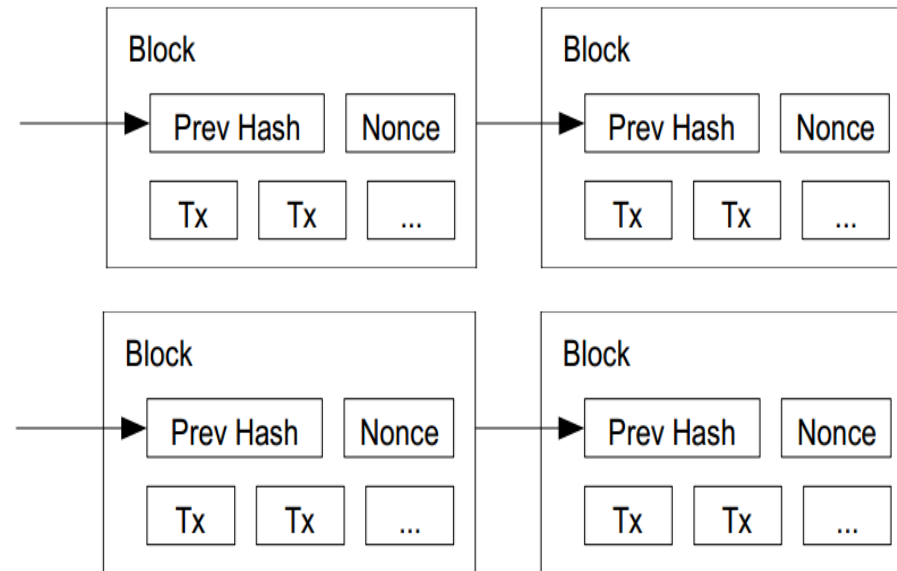 Block Block
Prev Hash Nonce Prev Hash Nonce
Tx Tx ... Tx Tx ...
Block Block
Prev Hash Nonce Prev Hash Nonce
Tx Tx ... Tx Tx ...